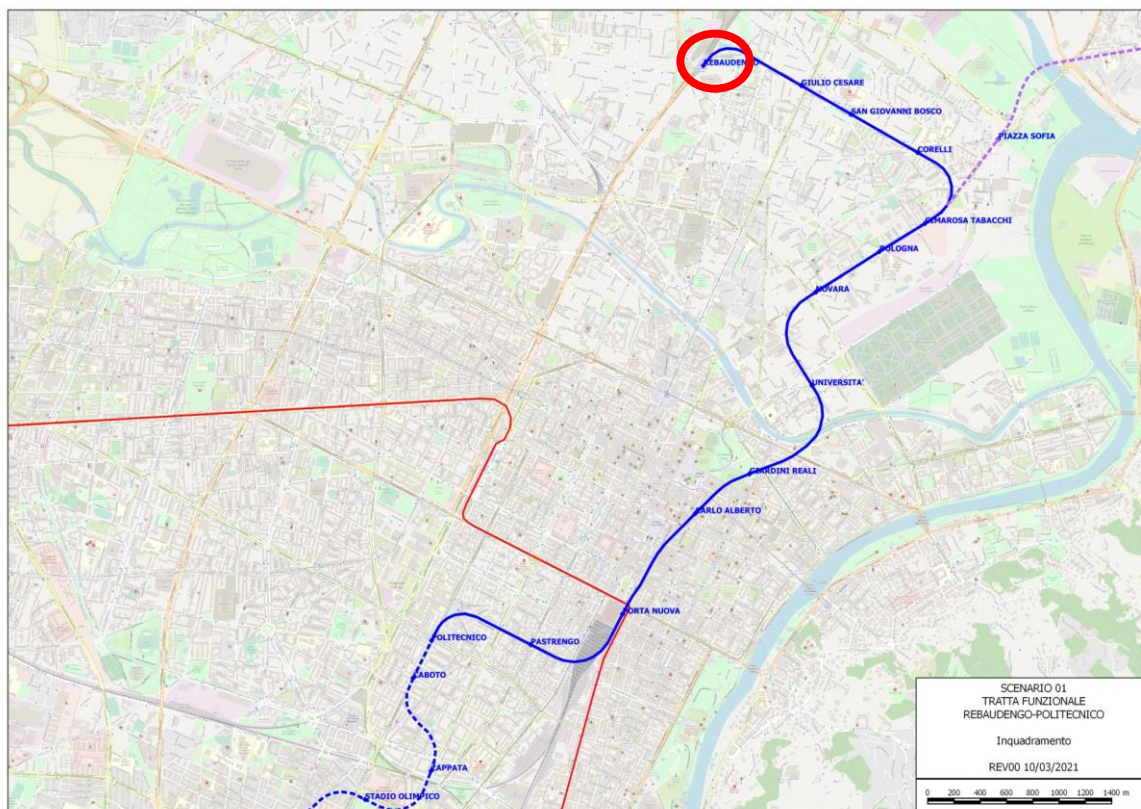 REBAUDENGO
GIULIO CESARE
SAN GIOVANNI BOSCO
PIAZZA SOFIA
CORELLI
CIMAROSA TABACCHI
BOLOGNA
NOVARA
UNIVERSITA'
GIARDINI REALI
CARLO ALBERTO
PORTA NUOVA
POLITECNICO
PASTRENGO
CABOTO
ZAPPATA
STADIO OLIMPICO
SCENARIO 01
TRATTA FUNZIONALE
REBAUDENGO-POLITECNICO
Inquadramento
REV00 10/03/2021
0 200 400 600 800 1000 1200 1400 m